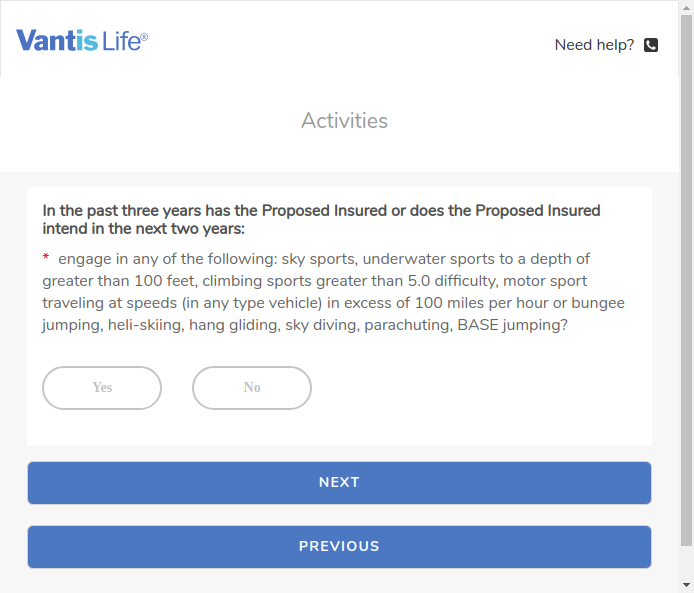 Vantis Life®
Need help?
Activities
In the past three years has the Proposed Insured or does the Proposed Insured
intend in the next two years:
* engage in any of the following: sky sports, underwater sports to a depth of
greater than 100 feet, climbing sports greater than 5.0 difficulty, motor sport
traveling at speeds (in any type vehicle) in excess of 100 miles per hour or bungee
jumping, heli-skiing, hang gliding, sky diving, parachuting, BASE jumping?
Yes No
NEXT
PREVIOUS